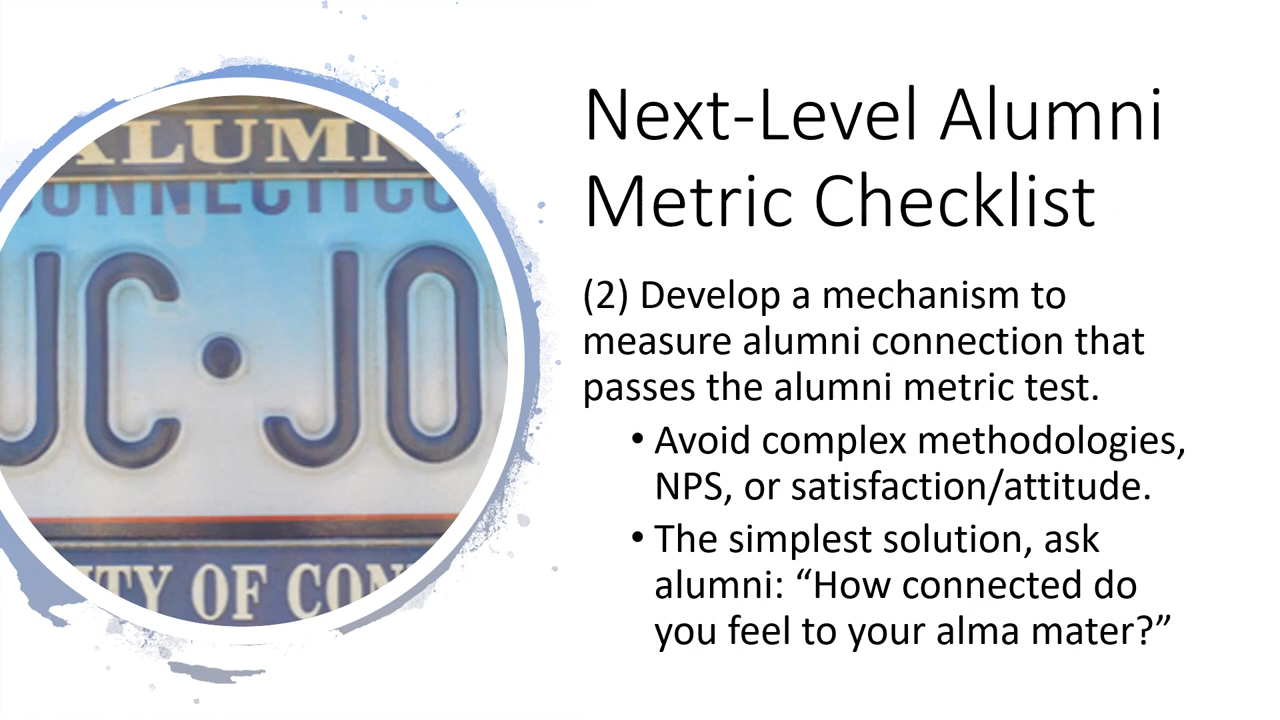 ALUMN
CONNECTICU
JC·JO
ITY OF CON
Next-Level Alumni
Metric Checklist
(2) Develop a mechanism to
measure alumni connection that
passes the alumni metric test.
• Avoid complex methodologies,
NPS, or satisfaction/attitude.
• The simplest solution, ask
alumni: “How connected do
you feel to your alma mater?”